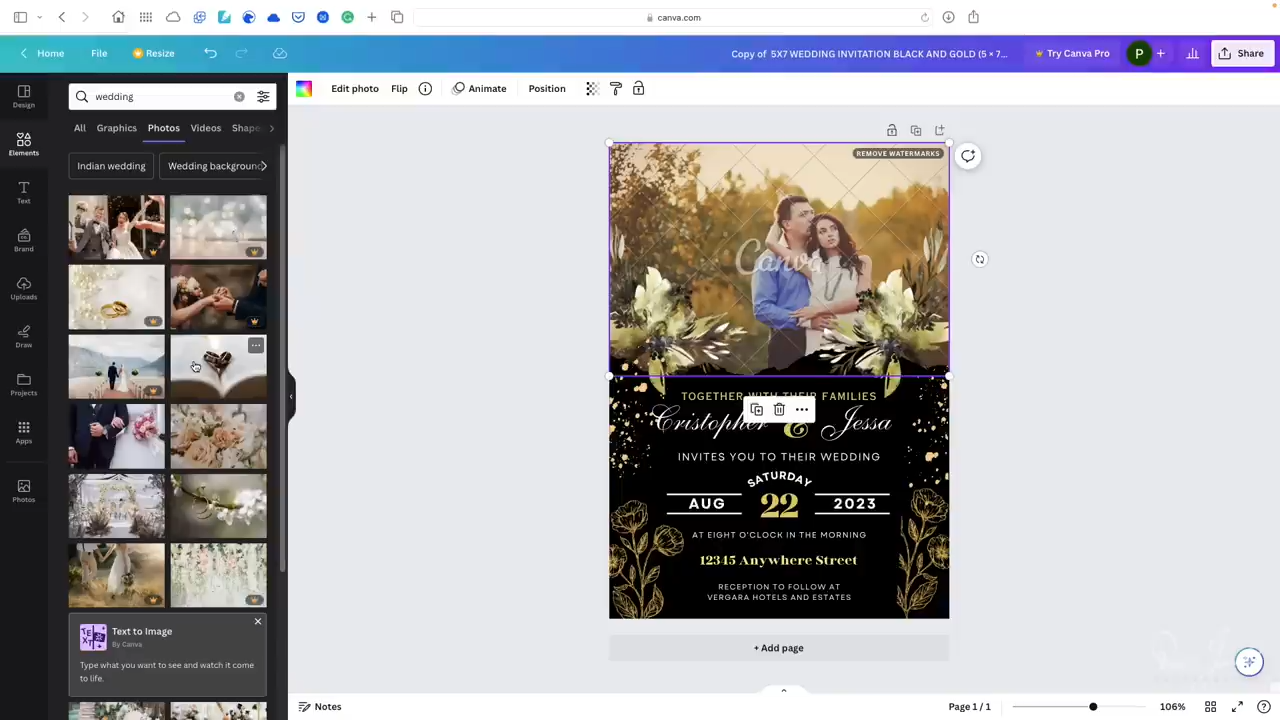 canva.com
Home
File
Resize
Copy of 5X7 WEDDING INVITATION BLACK AND GOLD (5 × 7...
Try Canva Pro
P
Share
Design
Elements
Text
Brand
Uploads
Draw
Projects
Apps
Photos
wedding
All
Graphics
Photos
Videos
Shape
Indian wedding
Wedding background
Text to Image
By Canva
Type what you want to see and watch it come
to life.
Edit photo
Flip
Animate
Position
REMOVE WATERMARKS
Canva
TOGETHER WITH THEIR FAMILIES
Cristopher & Jessa
INVITES YOU TO THEIR WEDDING
SATURDAY
AUG 22 2023
AT EIGHT O'CLOCK IN THE MORNING
12345 Anywhere Street
RECEPTION TO FOLLOW AT
VERGARA HOTELS AND ESTATES
+ Add page
Notes
Page 1 / 1
106%